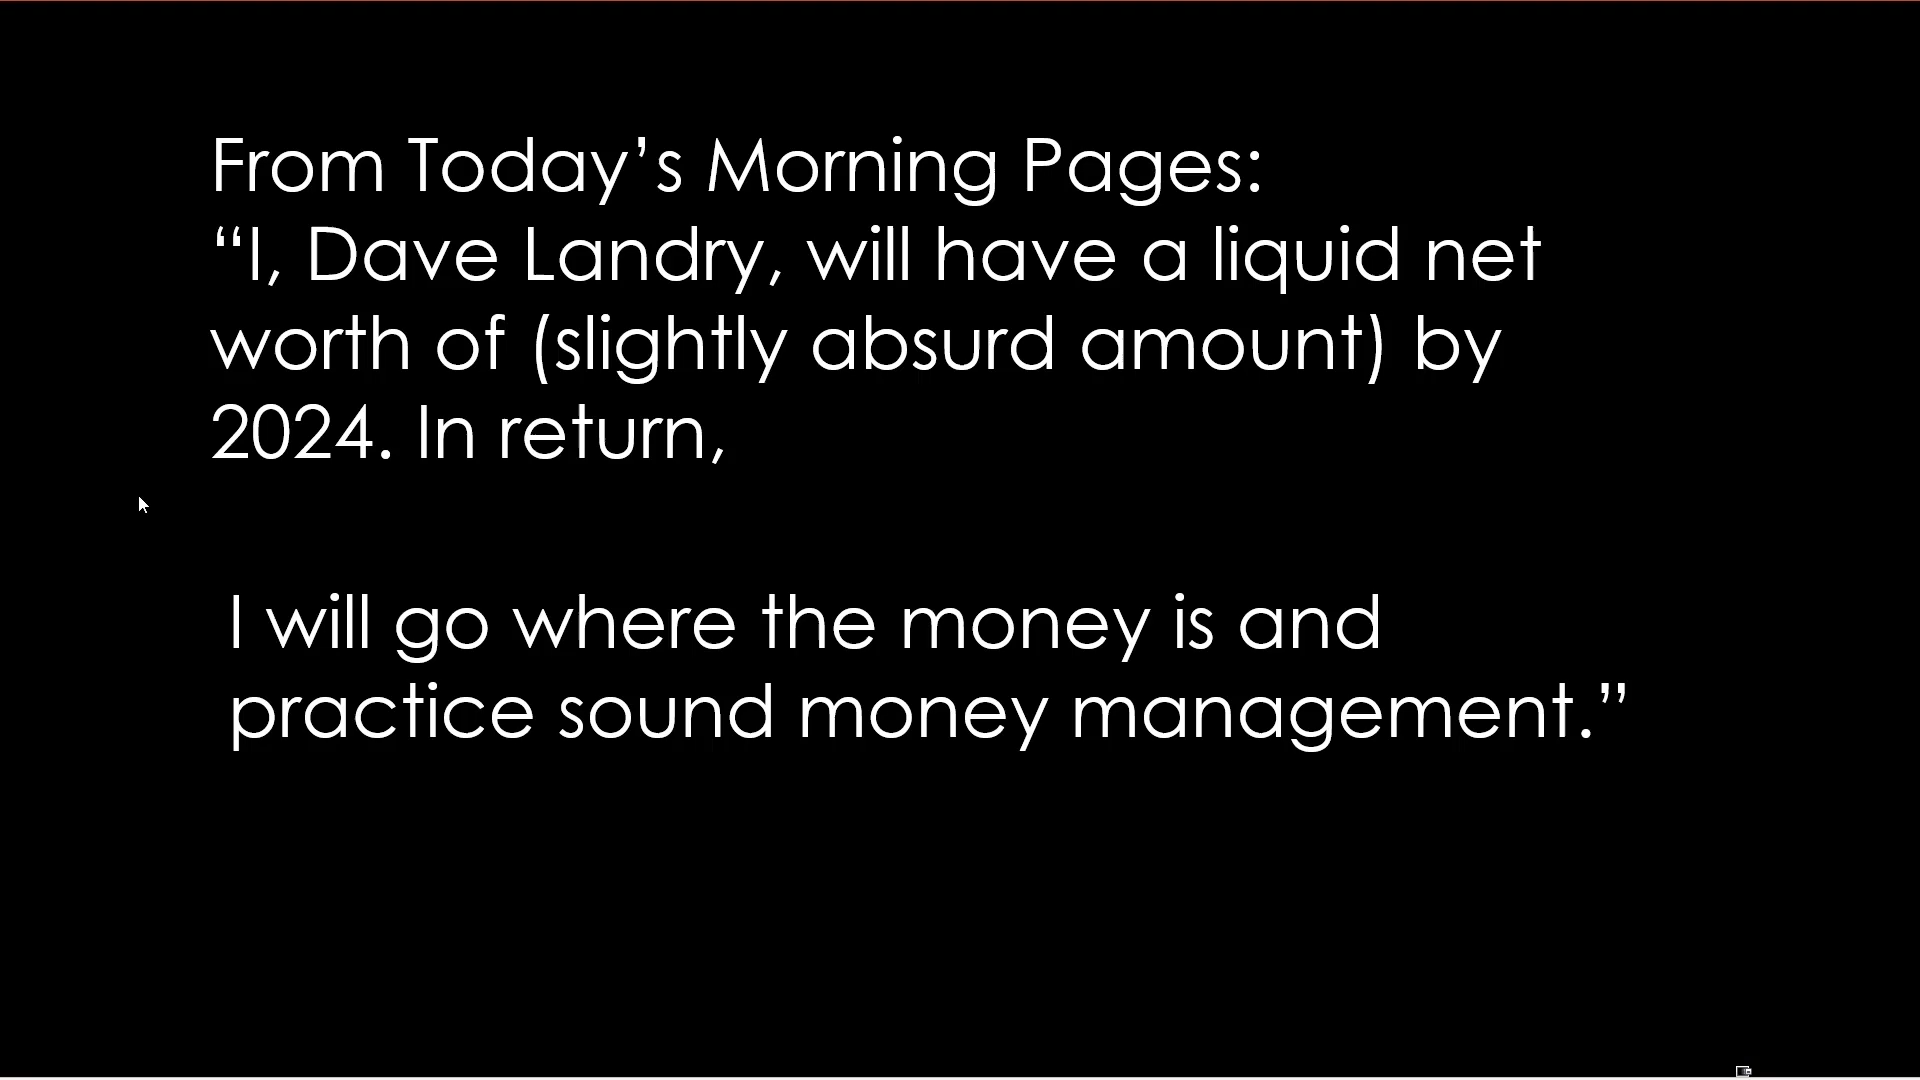 From Today’s Morning Pages:
“I, Dave Landry, will have a liquid net
worth of (slightly absurd amount) by
2024. In return,
I will go where the money is and
practice sound money management.”